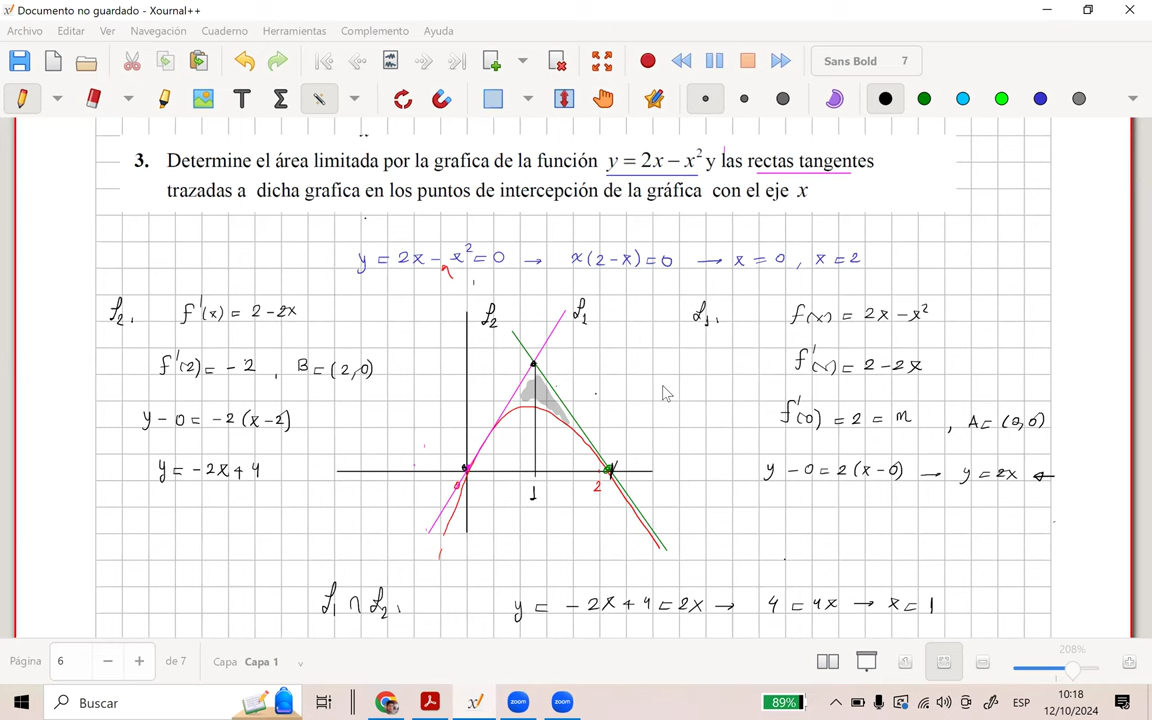 Documento no guardado - Xournal++
Archivo Editar Ver Navegación Cuaderno Herramientas Complemento Ayuda
Sans Bold 7
3. Determine el área limitada por la grafica de la función y = 2x − x² y las rectas tangentes
trazadas a dicha grafica en los puntos de intercepción de la gráfica con el eje x
y = 2x − x² = 0 → x(2−x) = 0 → x = 0 , x = 2
L2. f'(x) = 2−2x
f'(2) = −2 , B = (2,0)
y−0 = −2(x−2)
y = −2x+4
L2 L1
0 1 2
L1. f(x) = 2x − x²
f'(x) = 2−2x
f'(0) = 2 = m , A = (0,0)
y −0 = 2(x−0) → y = 2x ←
L1 ∩ L2. y = −2x+4 = 2x → 4 = 4x → x = 1
Página 6 de 7 Capa Capa 1 208%
Buscar
89% ESP 10:18
12/10/2024
zoom zoom